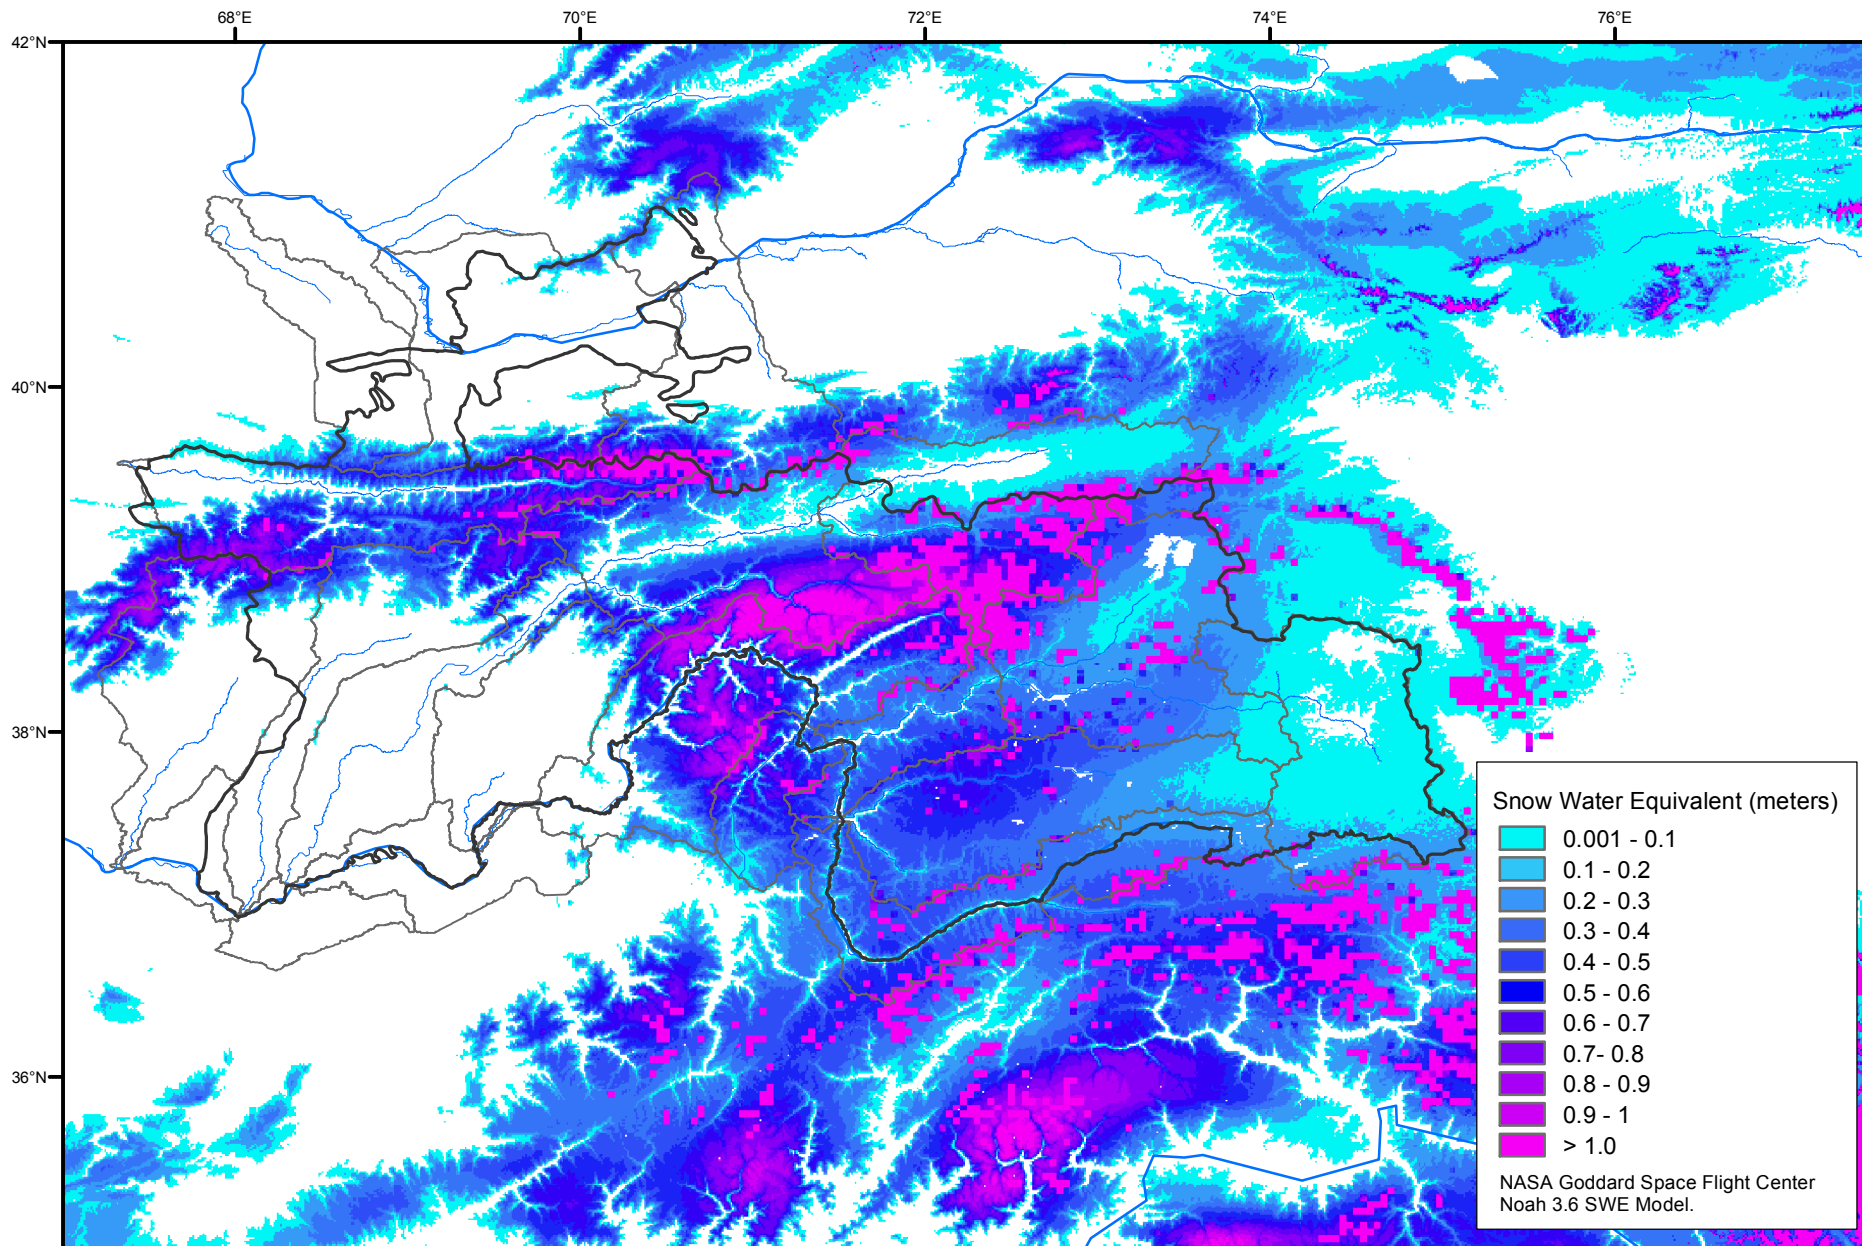 68°E 70°E 72°E 74°E 76°E
42°N
40°N
38°N
36°N
Snow Water Equivalent (meters)
0.001 - 0.1
0.1 - 0.2
0.2 - 0.3
0.3 - 0.4
0.4 - 0.5
0.5 - 0.6
0.6 - 0.7
0.7- 0.8
0.8 - 0.9
0.9 - 1
> 1.0
NASA Goddard Space Flight Center
Noah 3.6 SWE Model.